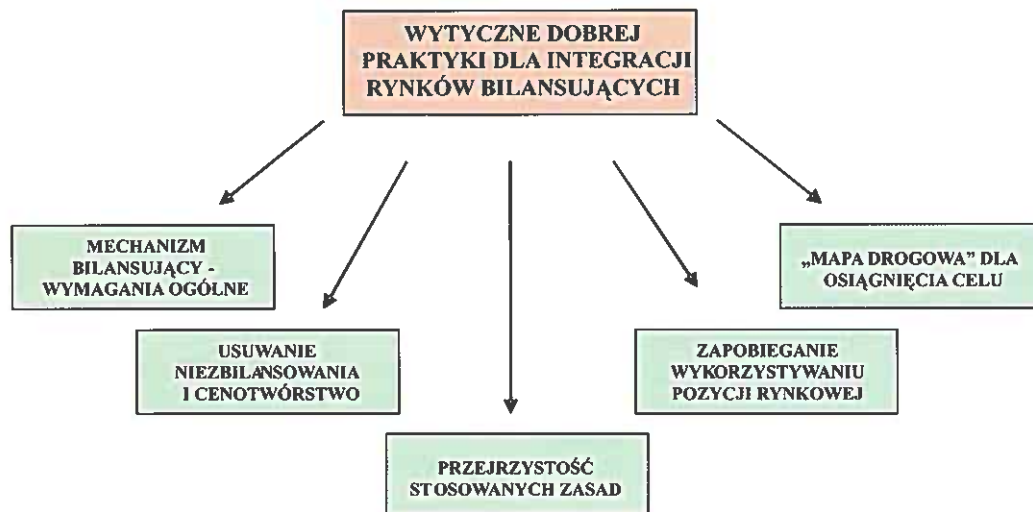 WYTYCZNE DOBREJ
PRAKTYKI DLA INTEGRACJI
RYNKÓW BILANSUJĄCYCH
MECHANIZM
BILANSUJĄCY -
WYMAGANIA OGÓLNE
„MAPA DROGOWA” DLA
OSIĄGNIĘCIA CELU
USUWANIE
NIEZBILANSOWANIA
I CENOTWÓRSTWO
ZAPOBIEGANIE
WYKORZYSTYWANIU
POZYCJI RYNKOWEJ
PRZEJRZYSTOŚĆ
STOSOWANYCH ZASAD